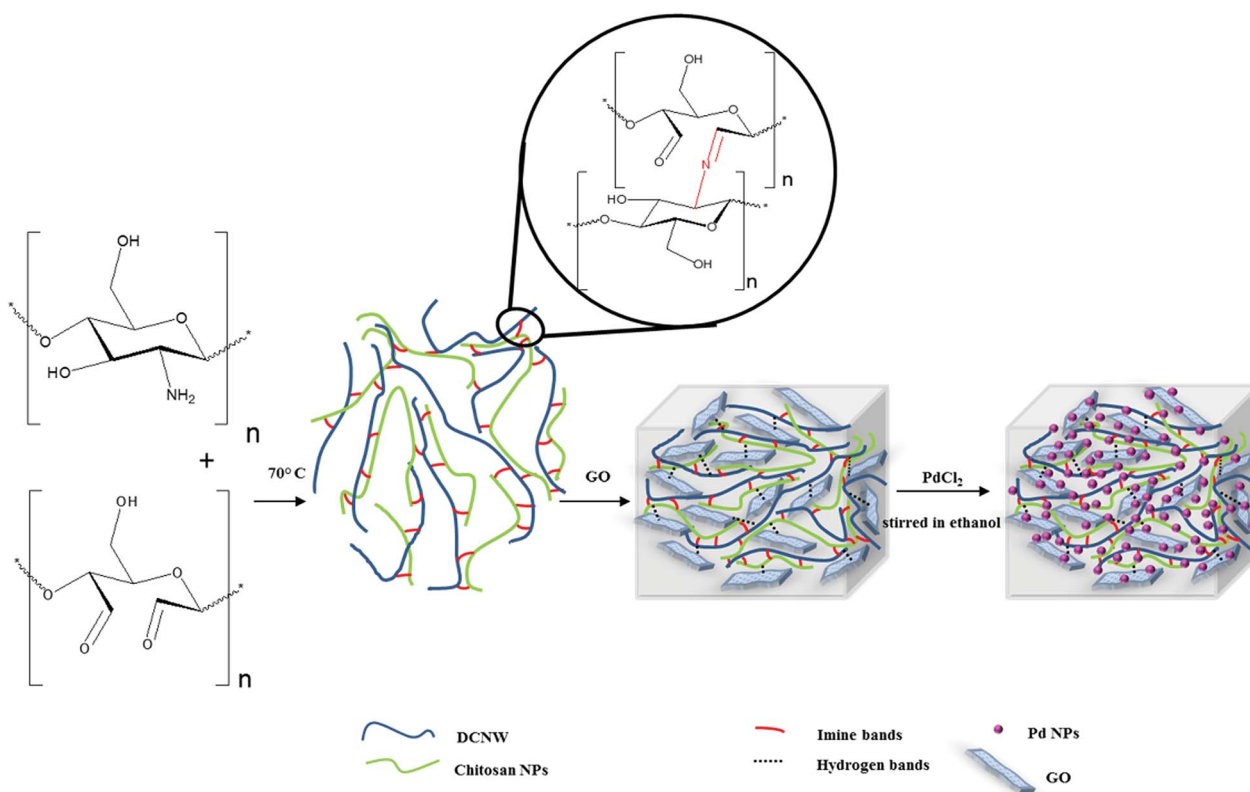 OH
O
O
N
O
n
HO
O
O
OH
n
OH
O
O
HO
NH₂
n
+
OH
O
O
O
O
n
70° C
GO
PdCl₂
stirred in ethanol
DCNW
Chitosan NPs
Imine bands
Hydrogen bands
Pd NPs
GO